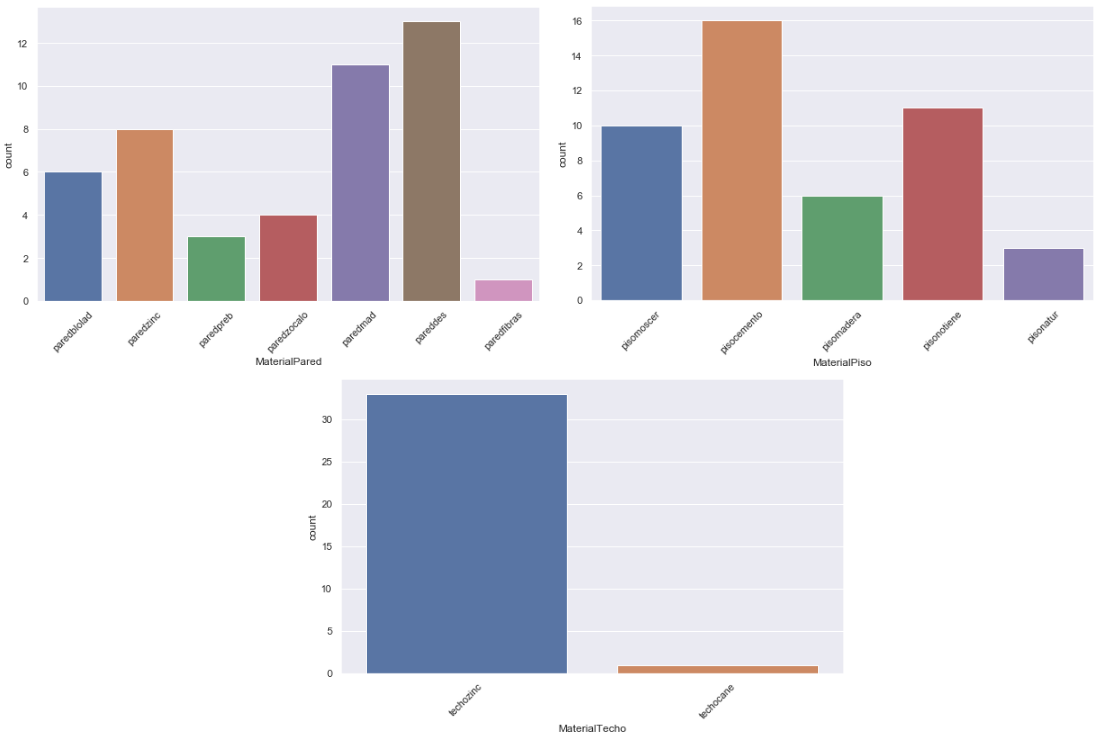 count
12
10
8
6
4
2
0
paredblolad
paredzinc
paredpreb
paredzocalo
paredmad
pareddes
paredfibras
MaterialPared
count
16
14
12
10
8
6
4
2
0
pisomoscer
pisocemento
pisomadera
pisonotiene
pisonatur
MaterialPiso
count
30
25
20
15
10
5
0
techozinc
techocane
MaterialTecho